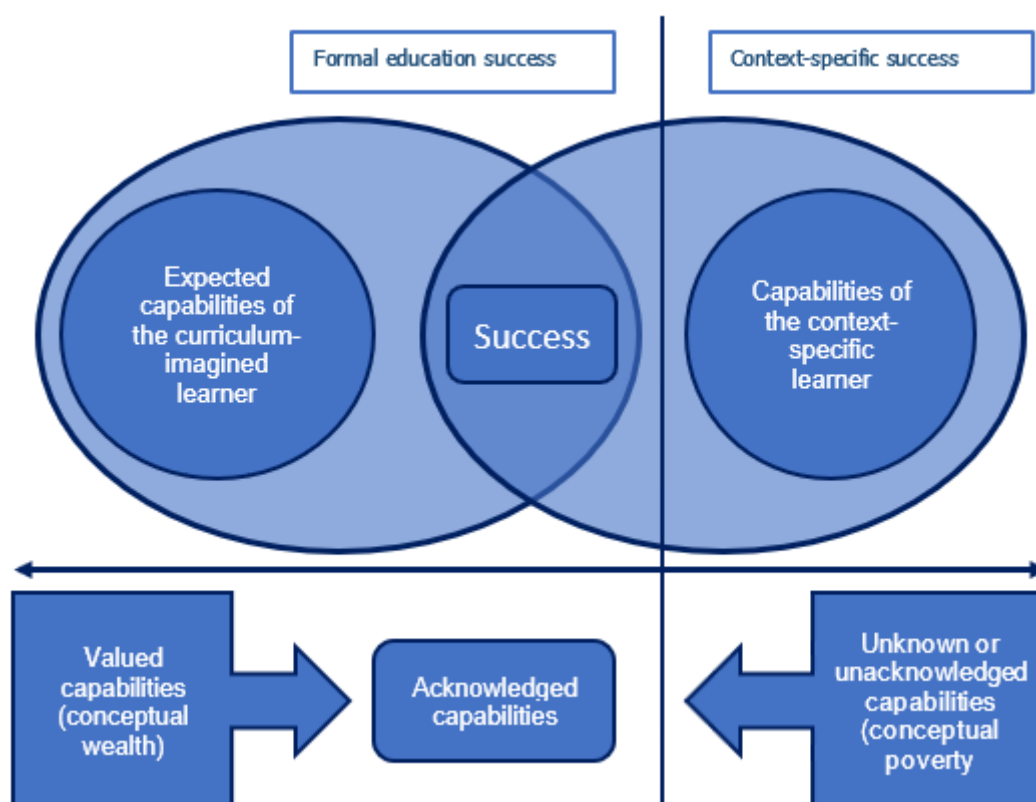 Formal education success
Context-specific success
Expected
capabilities of
the curriculum-
imagined
learner
Success
Capabilities of
the context-
specific
learner
Valued
capabilities
(conceptual
wealth)
Acknowledged
capabilities
Unknown or
unacknowledged
capabilities
(conceptual
poverty